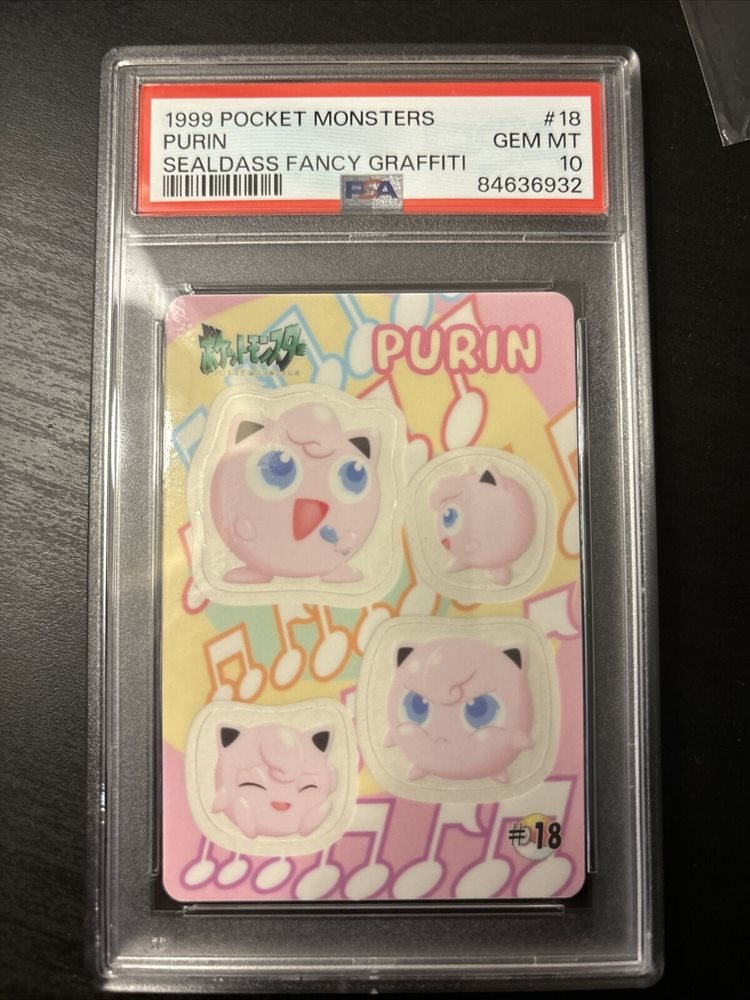 1999 POCKET MONSTERS #18
PURIN GEM MT
SEALDASS FANCY GRAFFITI 10
PSA 84636932
ポケットモンスター
PURIN
#18